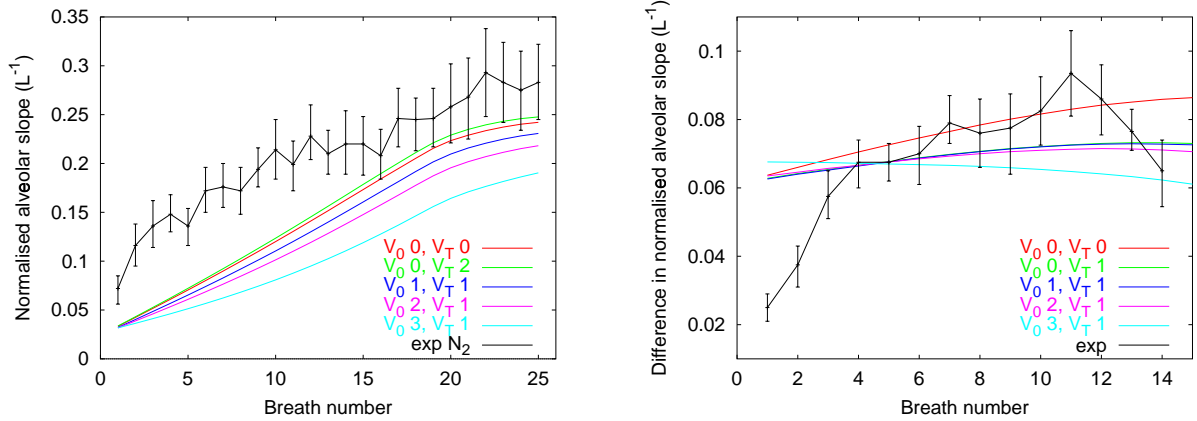 Normalised alveolar slope (L⁻¹)
0.35
0.3
0.25
0.2
0.15
0.1
0.05
0
V₀ 0, V_T 0
V₀ 0, V_T 2
V₀ 1, V_T 1
V₀ 2, V_T 1
V₀ 3, V_T 1
exp N₂
0 5 10 15 20 25
Breath number
Difference in normalised alveolar slope (L⁻¹)
0.1
0.08
0.06
0.04
0.02
V₀ 0, V_T 0
V₀ 0, V_T 1
V₀ 1, V_T 1
V₀ 2, V_T 1
V₀ 3, V_T 1
exp
0 2 4 6 8 10 12 14
Breath number